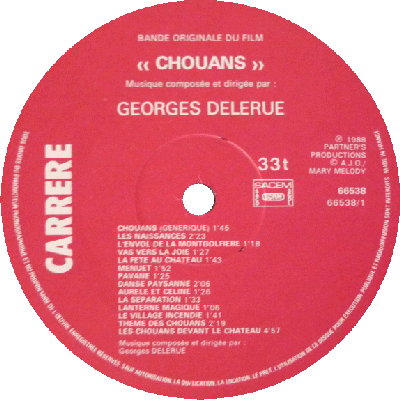 BANDE ORIGINALE DU FILM
« CHOUANS »
Musique composée et dirigée par :
GEORGES DELERUE
CARRERE
33t
℗ 1988
PARTNER'S
PRODUCTIONS
© A.J.O./
MARY MELODY
SACEM
66538
66538/1
CHOUANS (GENERIQUE) 1'45
LES NAISSANCES 2'23
L'ENVOL DE LA MONTGOLFIERE 1'18
VAS VERS LA JOIE 1'27
LA FETE AU CHATEAU 1'43
MENUET 1'52
PAVANE 1'25
DANSE PAYSANNE 2'05
AURELE ET CELINE 1'26
LA SEPARATION 1'33
LANTERNE MAGIQUE 1'06
LE VILLAGE INCENDIE 1'41
THEME DES CHOUANS 2'19
LES CHOUANS DEVANT LE CHATEAU 4'57
Musique composée et dirigée par :
Georges DELERUE